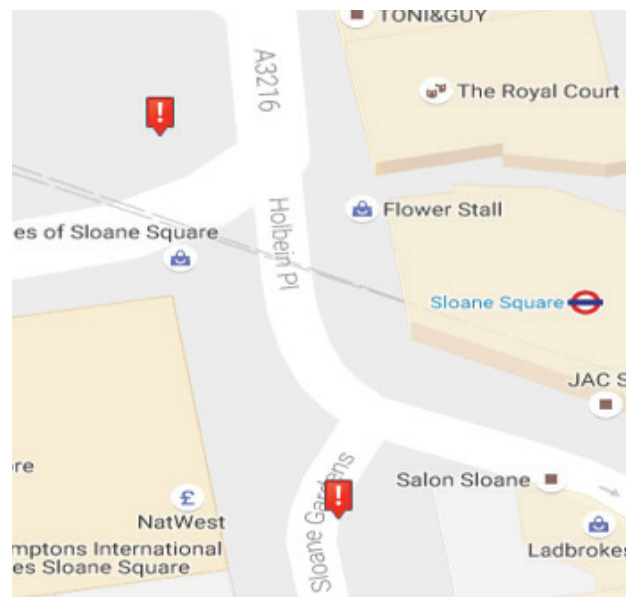 TONI&GUY
A3216
The Royal Court
!
Holbein Pl
Flower Stall
es of Sloane Square
Sloane Square
JAC S
re
Sloane Gardens
Salon Sloane
!
£
NatWest
Ladbrokes
mptons International
es Sloane Square